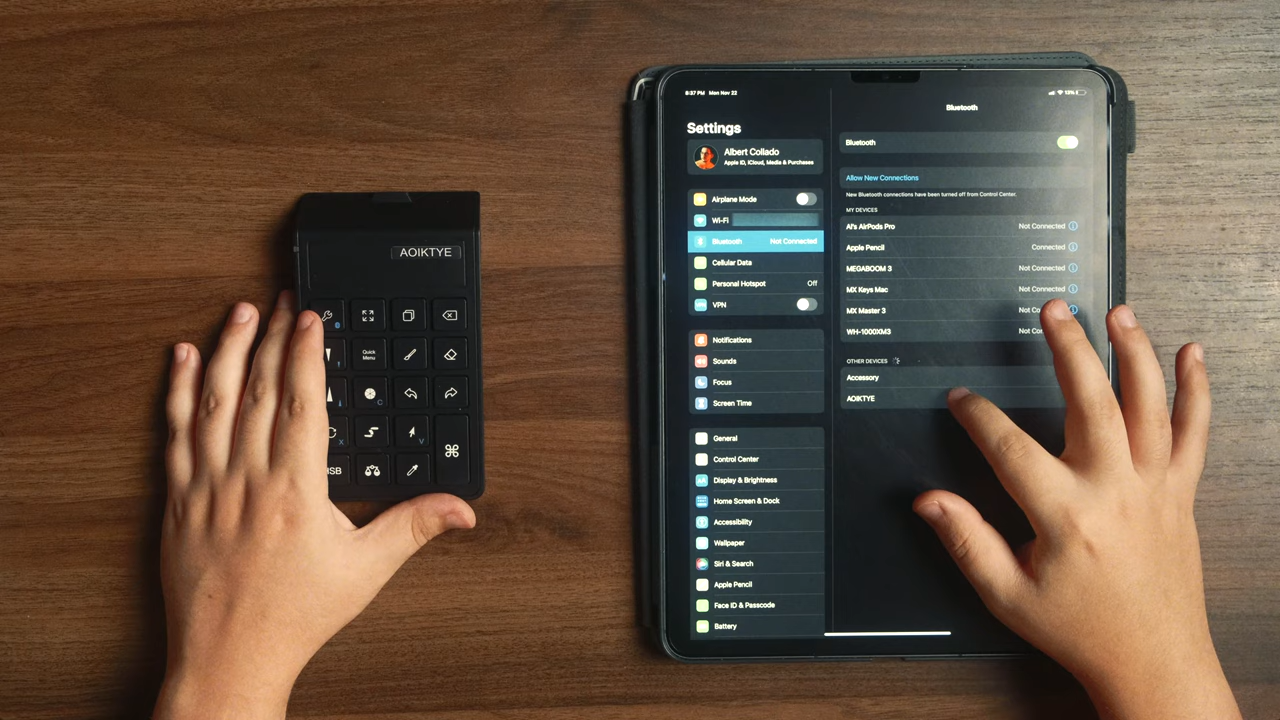 AOIKTYE
Quick
Menu
C
X
V
8:37 PM Mon Nov 22
13%
Settings
Albert Collado
Apple ID, iCloud, Media & Purchases
Airplane Mode
Wi-Fi
Bluetooth Not Connected
Cellular Data
Personal Hotspot Off
VPN
Notifications
Sounds
Focus
Screen Time
General
Control Center
Display & Brightness
Home Screen & Dock
Accessibility
Wallpaper
Siri & Search
Apple Pencil
Face ID & Passcode
Battery
Bluetooth
Bluetooth
Allow New Connections
New Bluetooth connections have been turned off from Control Center.
MY DEVICES
Al's AirPods Pro Not Connected
Apple Pencil Connected
MEGABOOM 3 Not Connected
MX Keys Mac Not Connected
MX Master 3 Not
WH-1000XM3 Not
OTHER DEVICES
Accessory
AOIKTYE